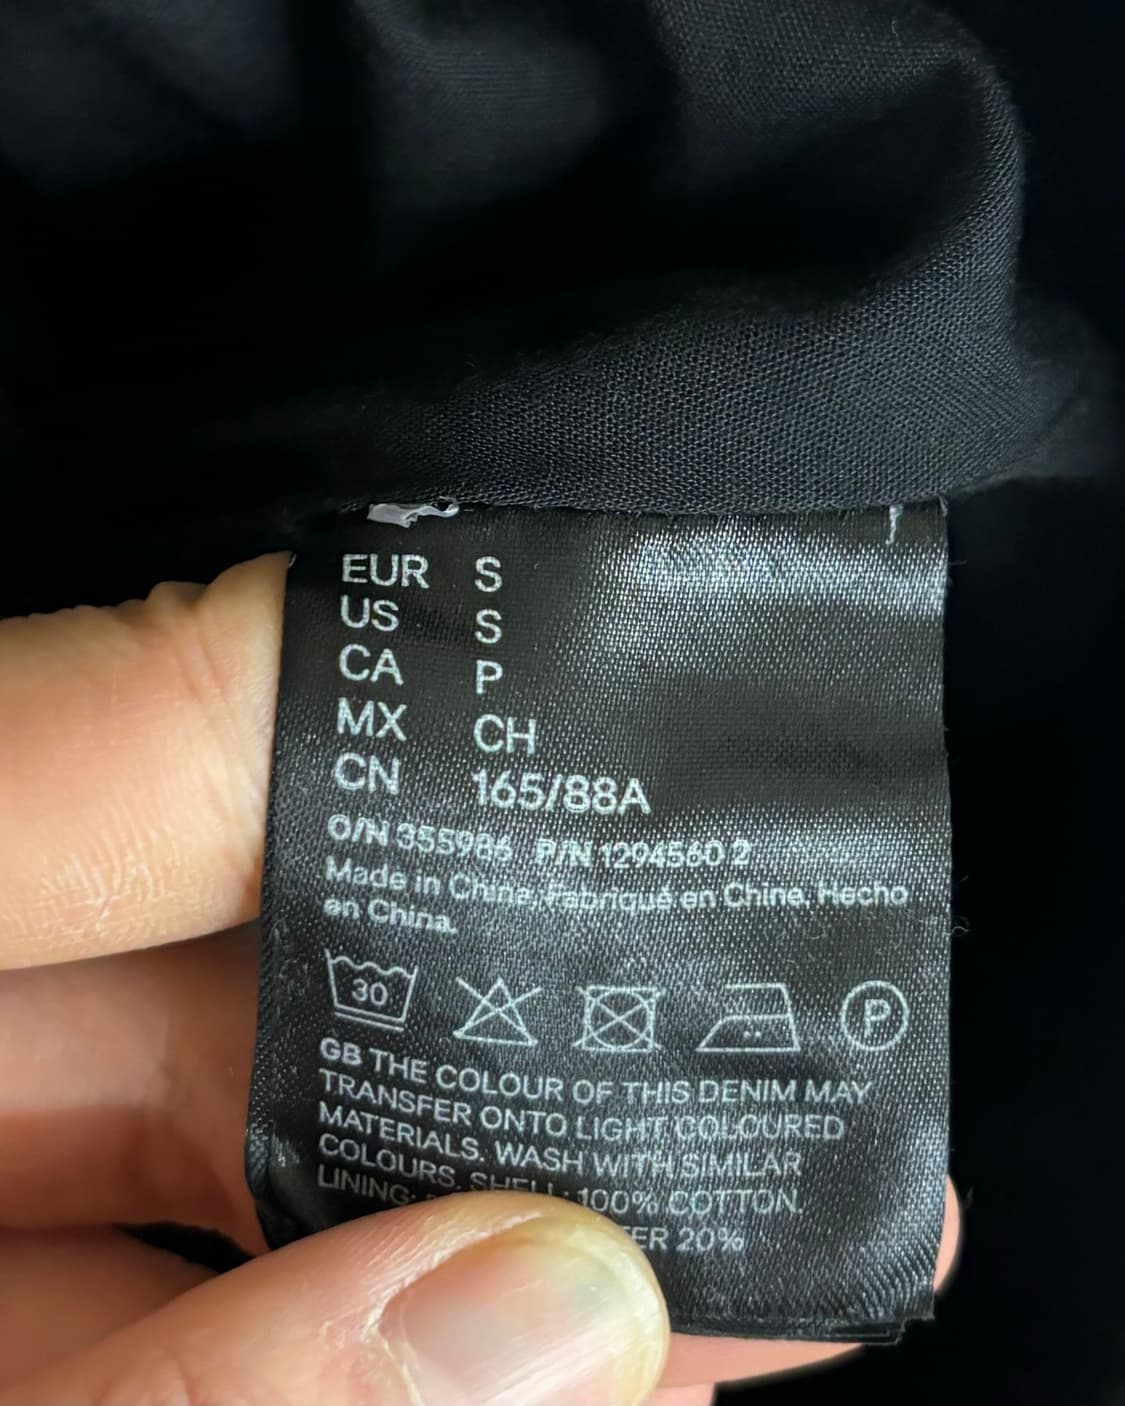 EUR S
US S
CA P
MX CH
CN 165/88A
O/N 355986 P/N 1294560 2
Made in China. Fabriqué en Chine. Hecho
en China.
30 P
GB THE COLOUR OF THIS DENIM MAY
TRANSFER ONTO LIGHT COLOURED
MATERIALS. WASH WITH SIMILAR
COLOURS. SHELL: 100% COTTON.
LINING: 20%